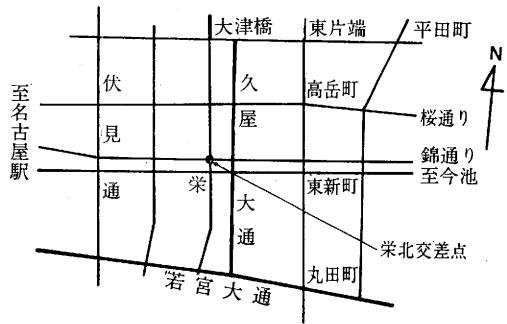 大津橋
東片端
平田町
N
伏見通
久屋大通
高岳町
桜通り
至名古屋駅
錦通り
栄
東新町
至今池
栄北交差点
若宮大通
丸田町